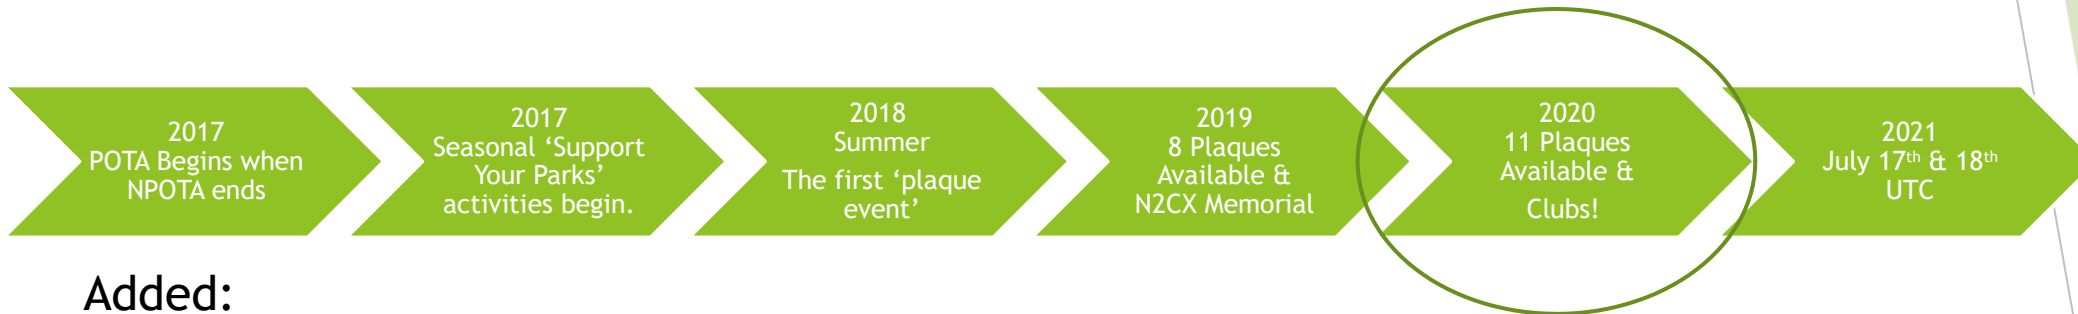 2017
POTA Begins when
NPOTA ends
2017
Seasonal ‘Support
Your Parks’
activities begin.
2018
Summer
The first ‘plaque
event’
2019
8 Plaques
Available &
N2CX Memorial
2020
11 Plaques
Available &
Clubs!
2021
July 17th & 18th
UTC
Added: